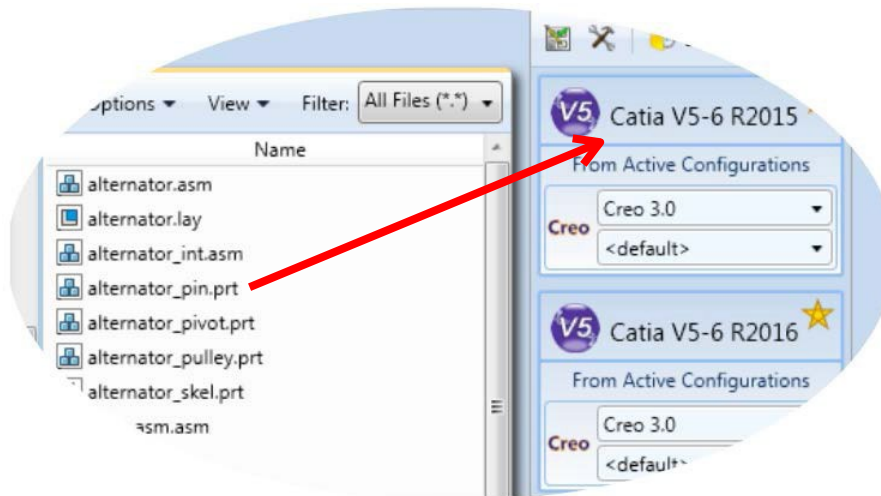 Options View Filter: All Files (*.*)
Name
alternator.asm
alternator.lay
alternator_int.asm
alternator_pin.prt
alternator_pivot.prt
alternator_pulley.prt
alternator_skel.prt
asm.asm
V5 Catia V5-6 R2015
From Active Configurations
Creo
Creo 3.0
<default>
V5 Catia V5-6 R2016
From Active Configurations
Creo
Creo 3.0
<default>